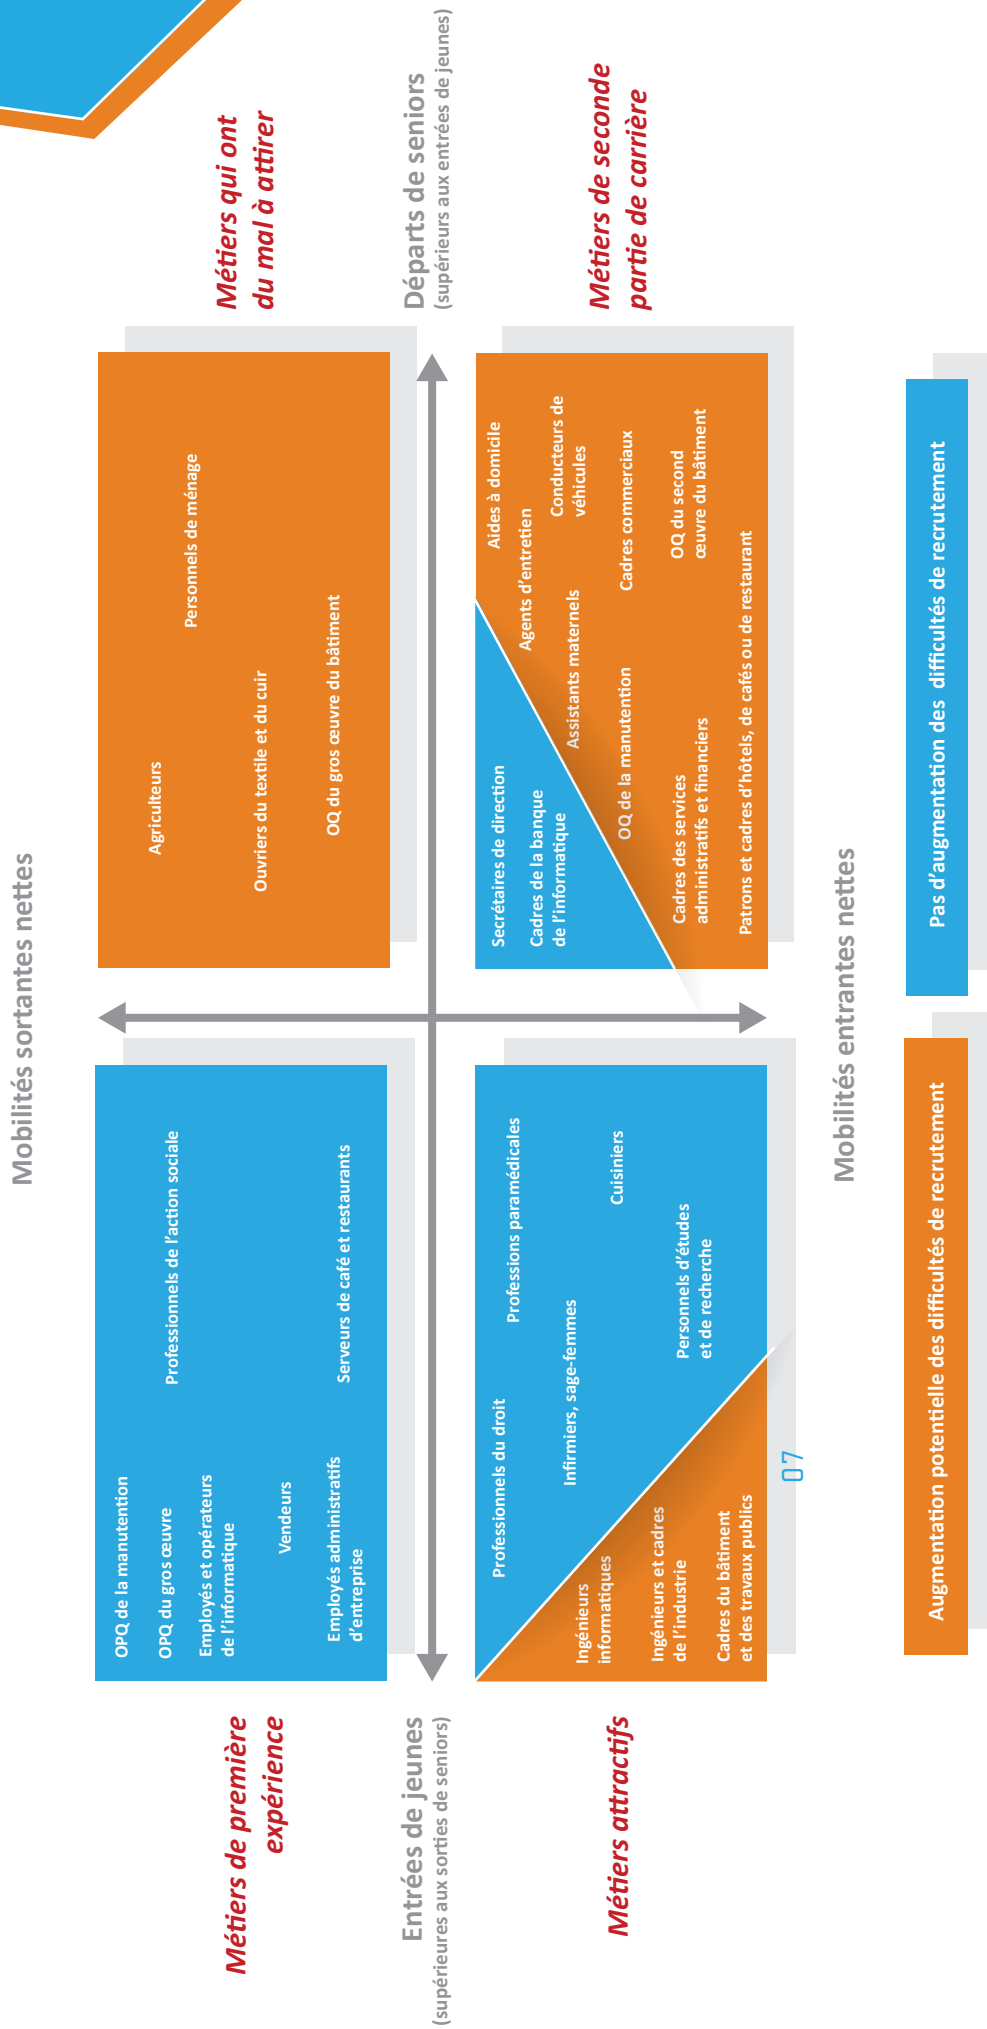 Mobilités sortantes nettes
Métiers de première
expérience
OPQ de la manutention
OPQ du gros œuvre
Employés et opérateurs
de l'informatique
Vendeurs
Employés administratifs
d'entreprise
Professionnels de l'action sociale
Serveurs de café et restaurants
Agriculteurs
Personnels de ménage
Ouvriers du textile et du cuir
OQ du gros œuvre du bâtiment
Métiers qui ont
du mal à attirer
Entrées de jeunes
(supérieures aux sorties de seniors)
Départs de seniors
(supérieurs aux entrées de jeunes)
Métiers attractifs
Professionnels du droit
Professions paramédicales
Infirmiers, sage-femmes
Cuisiniers
Personnels d'études
et de recherche
Ingénieurs
informatiques
Ingénieurs et cadres
de l'industrie
Cadres du bâtiment
et des travaux publics
Secrétaires de direction
Cadres de la banque
de l'informatique
Aides à domicile
Agents d'entretien
Conducteurs de
véhicules
Assistants maternels
Cadres commerciaux
OQ de la manutention
OQ du second
œuvre du bâtiment
Cadres des services
administratifs et financiers
Patrons et cadres d'hôtels, de cafés ou de restaurant
Métiers de seconde
partie de carrière
07
Mobilités entrantes nettes
Augmentation potentielle des difficultés de recrutement
Pas d'augmentation des difficultés de recrutement